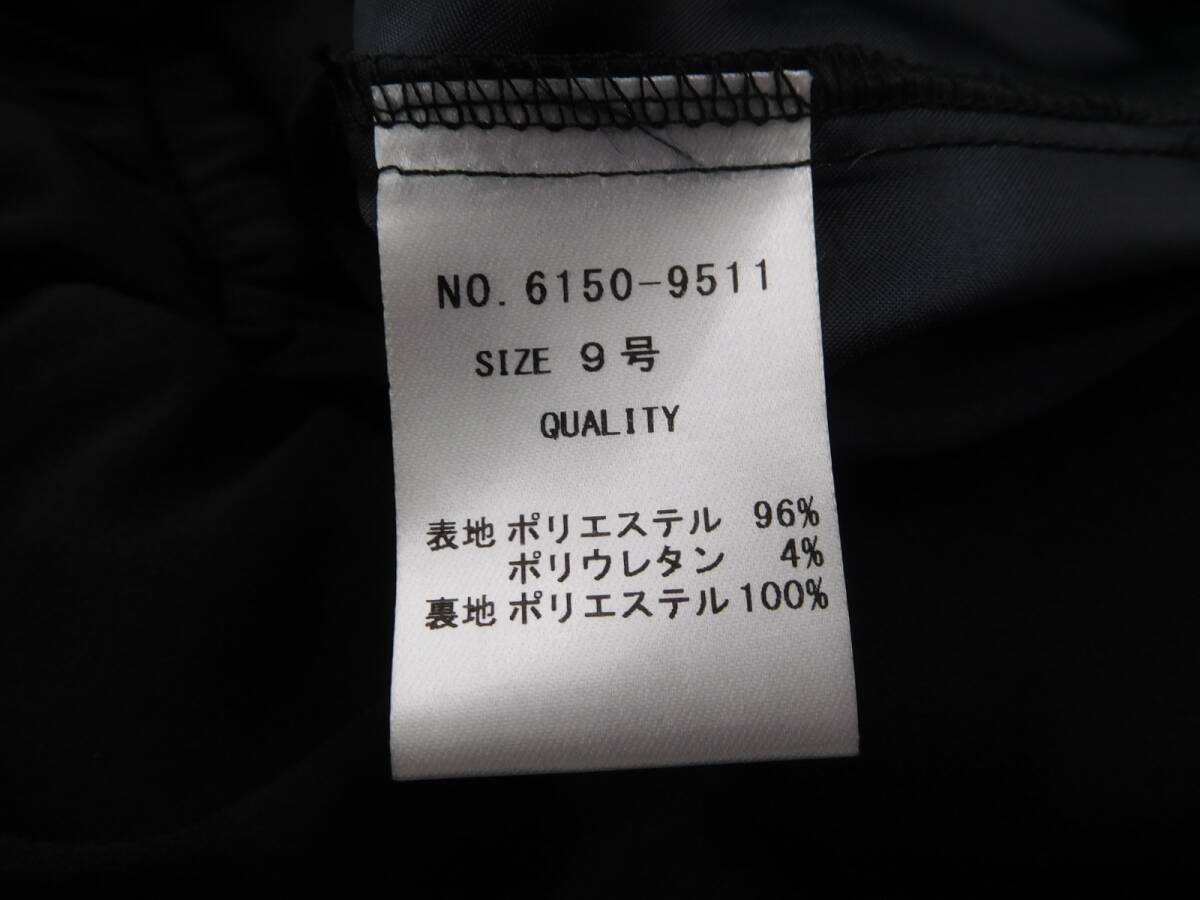 NO. 6150-9511
SIZE 9号
QUALITY
表地 ポリエステル 96%
ポリウレタン 4%
裏地 ポリエステル 100%